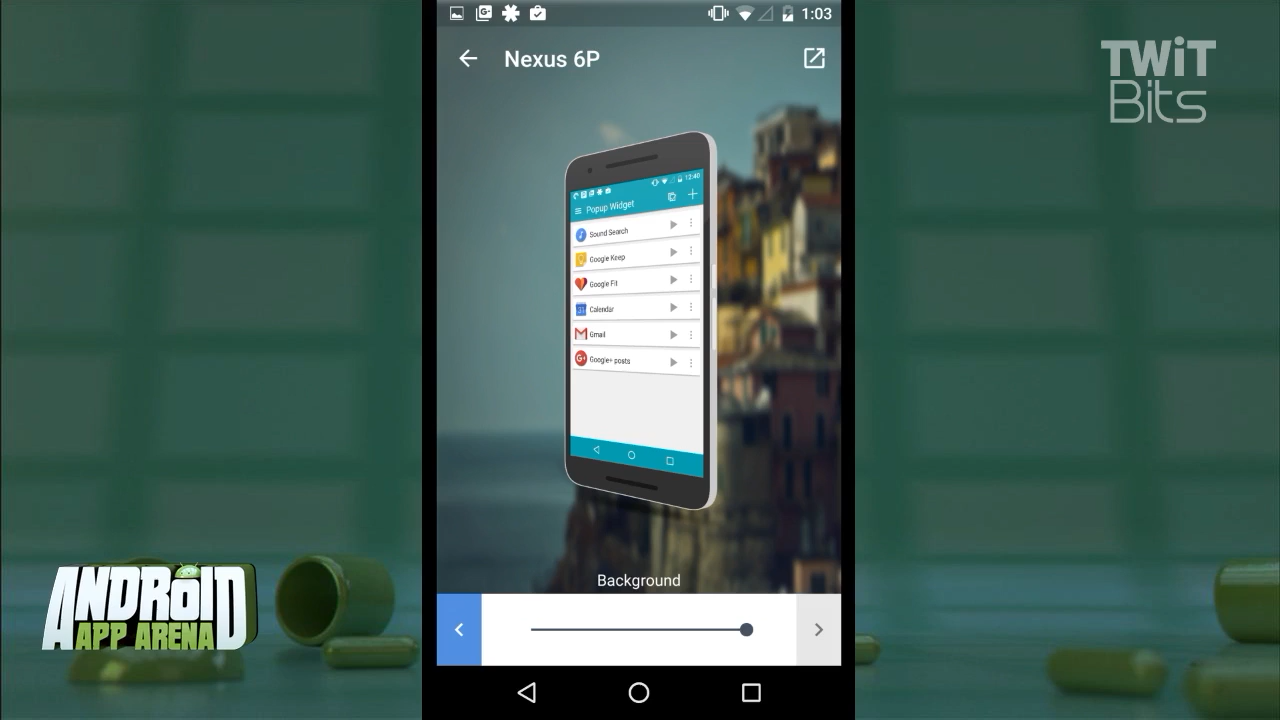 1:03
Nexus 6P
TWiT
Bits
12:40
Popup Widget
Sound Search
Google Keep
Google Fit
Calendar
Gmail
Google+ posts
Background
ANDROID
APP ARENA